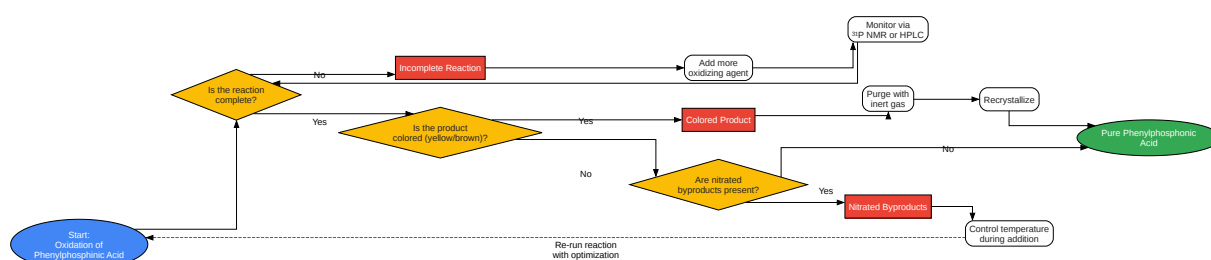 Monitor via
³¹P NMR or HPLC
No
Incomplete Reaction
Add more
oxidizing agent
Is the reaction
complete?
Purge with
inert gas
Recrystallize
Yes
Is the product
colored (yellow/brown)?
Yes
Colored Product
Pure Phenylphosphonic
Acid
No
No
Are nitrated
byproducts present?
Yes
Nitrated Byproducts
Start:
Oxidation of
Phenylphosphinic Acid
Control temperature
during addition
Re-run reaction
with optimization